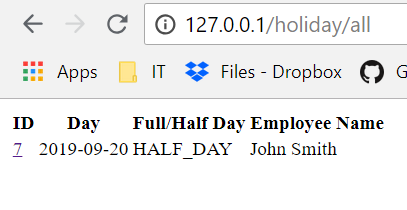 127.0.0.1/holiday/all
Apps IT Files - Dropbox G
ID Day Full/Half Day Employee Name
7 2019-09-20 HALF_DAY John Smith